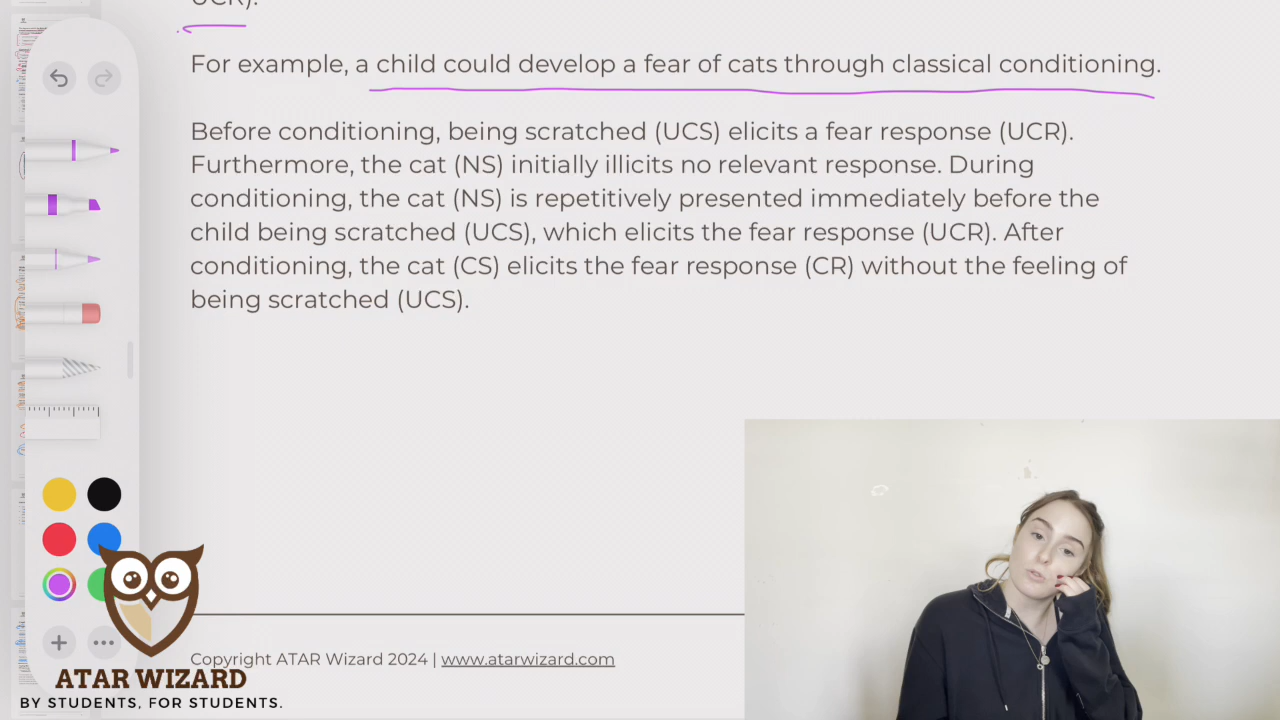 UCR).
For example, a child could develop a fear of cats through classical conditioning.
Before conditioning, being scratched (UCS) elicits a fear response (UCR).
Furthermore, the cat (NS) initially illicits no relevant response. During
conditioning, the cat (NS) is repetitively presented immediately before the
child being scratched (UCS), which elicits the fear response (UCR). After
conditioning, the cat (CS) elicits the fear response (CR) without the feeling of
being scratched (UCS).
Copyright ATAR Wizard 2024 | www.atarwizard.com
ATAR WIZARD
BY STUDENTS, FOR STUDENTS.